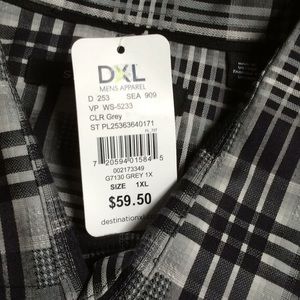 DXL
MENS APPAREL
D 253 SEA 909
VP WS-5233
CLR Grey
ST PL25363640171
7 20594 01584 5
002173349
G7130 GREY 1X
SIZE 1XL
$59.50